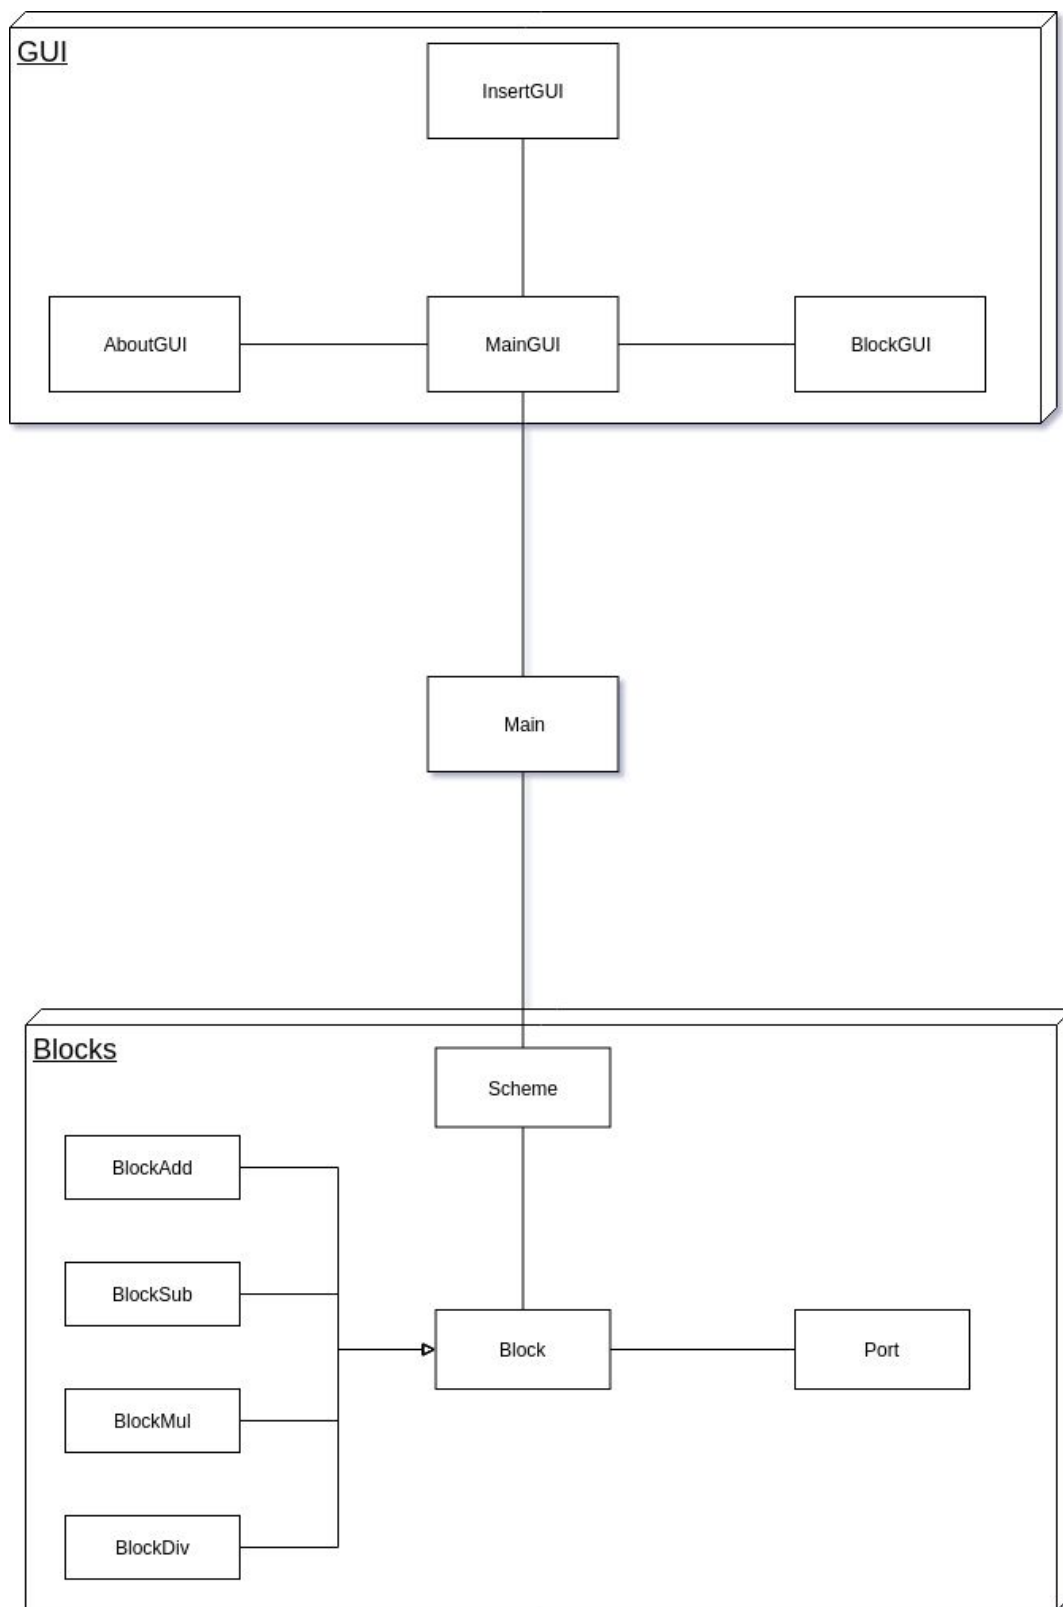 GUI
InsertGUI
AboutGUI
MainGUI
BlockGUI
Main
Blocks
Scheme
BlockAdd
BlockSub
Block
Port
BlockMul
BlockDiv